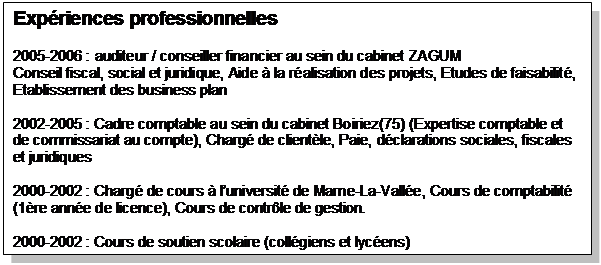 Expériences professionnelles
2005-2006 : auditeur / conseiller financier au sein du cabinet ZAGUM
Conseil fiscal, social et juridique, Aide à la réalisation des projets, Etudes de faisabilité,
Etablissement des business plan
2002-2005 : Cadre comptable au sein du cabinet Boiriez(75) (Expertise comptable et
de commissariat au compte), Chargé de clientèle, Paie, déclarations sociales, fiscales
et juridiques
2000-2002 : Chargé de cours à l'université de Marne-La-Vallée, Cours de comptabilité
(1ère année de licence), Cours de contrôle de gestion.
2000-2002 : Cours de soutien scolaire (collégiens et lycéens)